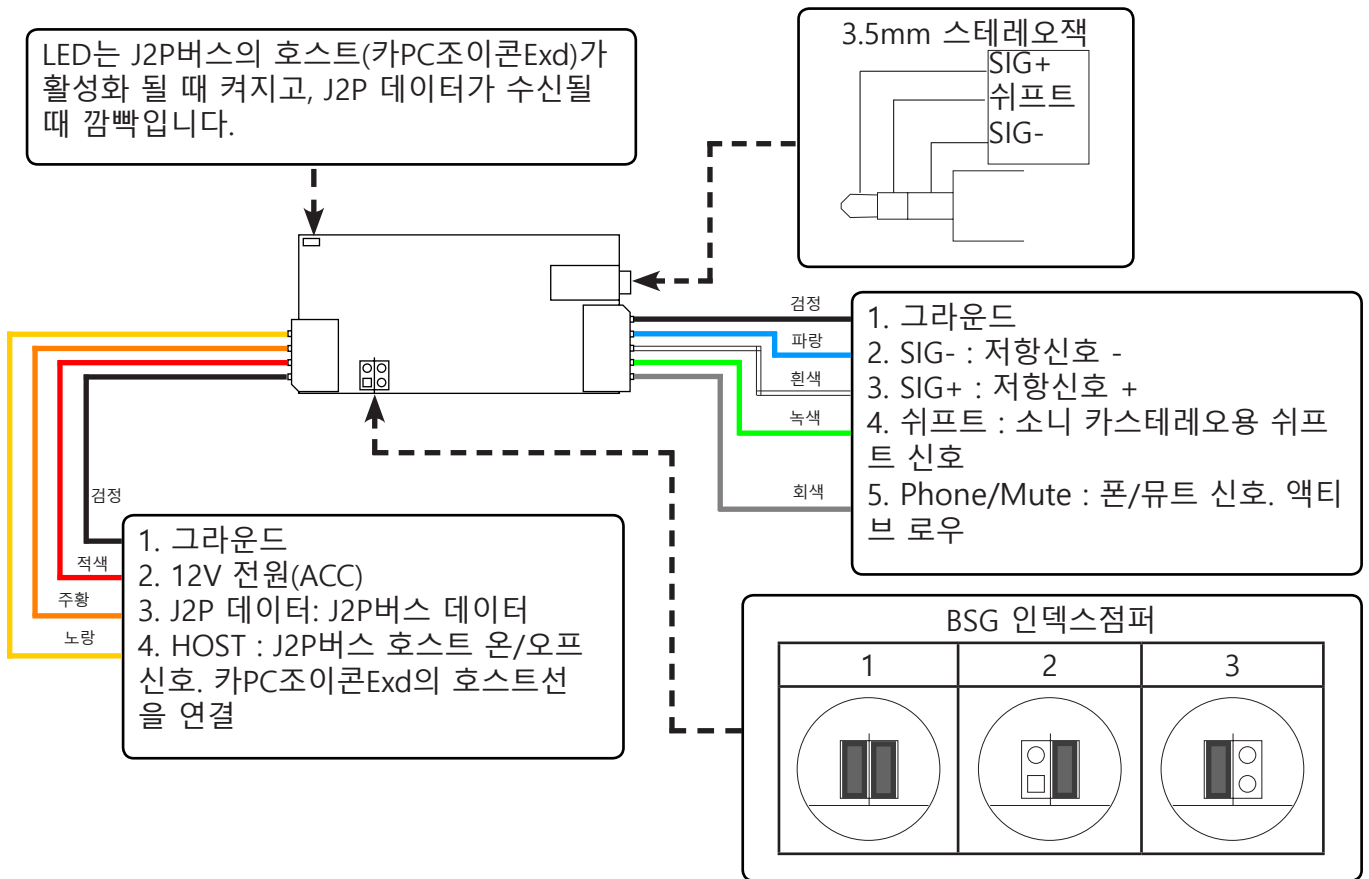 LED는 J2P버스의 호스트(카PC조이콘Exd)가
활성화 될 때 켜지고, J2P 데이터가 수신될
때 깜빡입니다.
3.5mm 스테레오잭
SIG+
쉬프트
SIG-
검정
파랑
흰색
녹색
회색
1. 그라운드
2. SIG- : 저항신호 -
3. SIG+ : 저항신호 +
4. 쉬프트 : 소니 카스테레오용 쉬프
트 신호
5. Phone/Mute : 폰/뮤트 신호. 액티
브 로우
검정
적색
주황
노랑
1. 그라운드
2. 12V 전원(ACC)
3. J2P 데이터: J2P버스 데이터
4. HOST : J2P버스 호스트 온/오프
신호. 카PC조이콘Exd의 호스트선
을 연결
BSG 인덱스점퍼
1 2 3